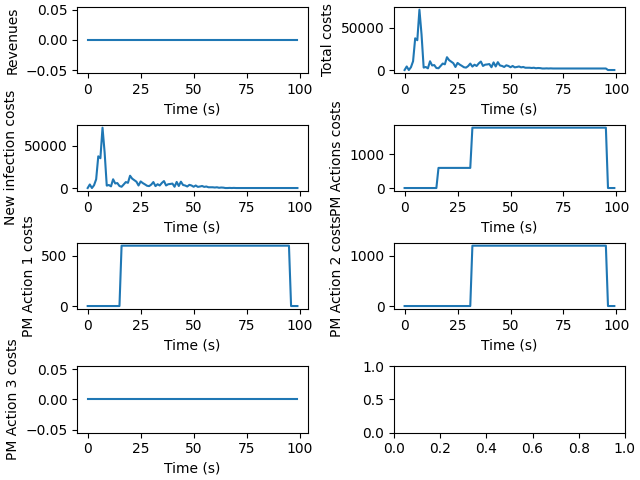 Revenues
0.05
0.00
−0.05
0 25 50 75 100
Time (s)
Total costs
50000
0
0 25 50 75 100
Time (s)
New infection costs
50000
0
0 25 50 75 100
Time (s)
PM Actions costs
1000
0
0 25 50 75 100
Time (s)
PM Action 1 costs
500
0
0 25 50 75 100
Time (s)
PM Action 2 costs
1000
0
0 25 50 75 100
Time (s)
PM Action 3 costs
0.05
0.00
−0.05
0 25 50 75 100
Time (s)
1.0
0.5
0.0
0.0 0.2 0.4 0.6 0.8 1.0